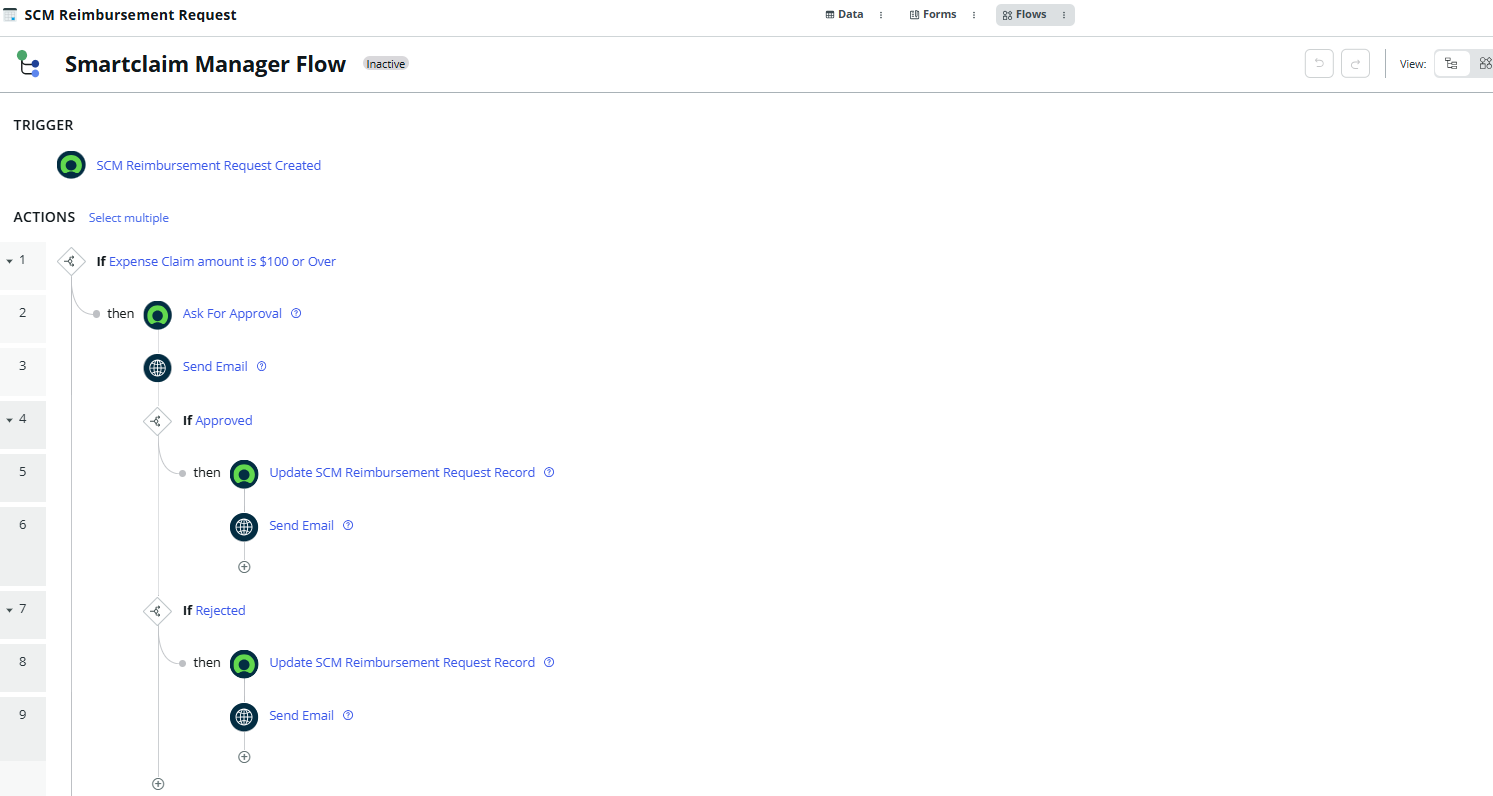 SCM Reimbursement Request
Data
Forms
Flows
Smartclaim Manager Flow
Inactive
View:
TRIGGER
SCM Reimbursement Request Created
ACTIONS Select multiple
1 If Expense Claim amount is $100 or Over
2 then Ask For Approval ?
3 Send Email ?
4 If Approved
5 then Update SCM Reimbursement Request Record ?
6 Send Email ?
7 If Rejected
8 then Update SCM Reimbursement Request Record ?
9 Send Email ?